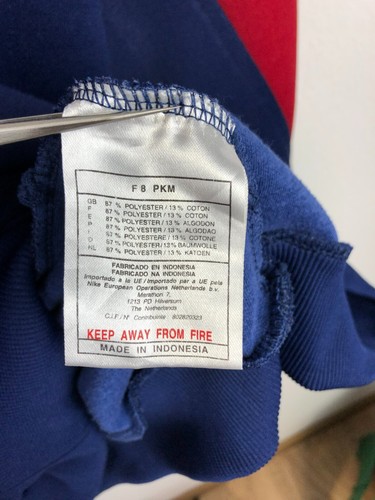 F 8 PKM
GB 87 % POLYESTER / 13 % COTON
F 87 % POLYESTER / 13 % COTON
E 87 % POLYESTER / 13 % ALGODON
P 87 % POLYESTER / 13 % ALGODAO
I 87 % POLYESTERE / 13 % COTONE
D 87 % POLYESTER / 13% BAUMWOLLE
NL 87 % POLYESTER / 13 % KATOEN
FABRICADO EN INDONESIA
FABRICADO NA INDONESIA
Importado a la UE / Importado par a UE pela
Nike European Operations Netherlands b.v.
Marathon 7,
1213 PD Hilversum
The Netherlands
C.I.F / Nº Contribuinte 802820323
KEEP AWAY FROM FIRE
MADE IN INDONESIA